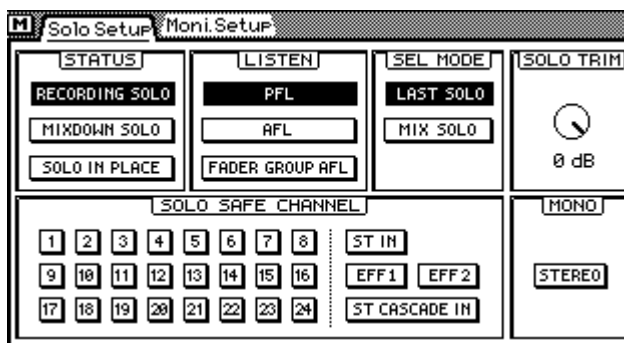 M Solo Setup Moni.Setup
STATUS LISTEN SEL MODE SOLO TRIM
RECORDING SOLO PFL LAST SOLO
MIXDOWN SOLO AFL MIX SOLO
SOLO IN PLACE FADER GROUP AFL 0 dB
SOLO SAFE CHANNEL MONO
1 2 3 4 5 6 7 8 ST IN
9 10 11 12 13 14 15 16 EFF1 EFF2 STEREO
17 18 19 20 21 22 23 24 ST CASCADE IN